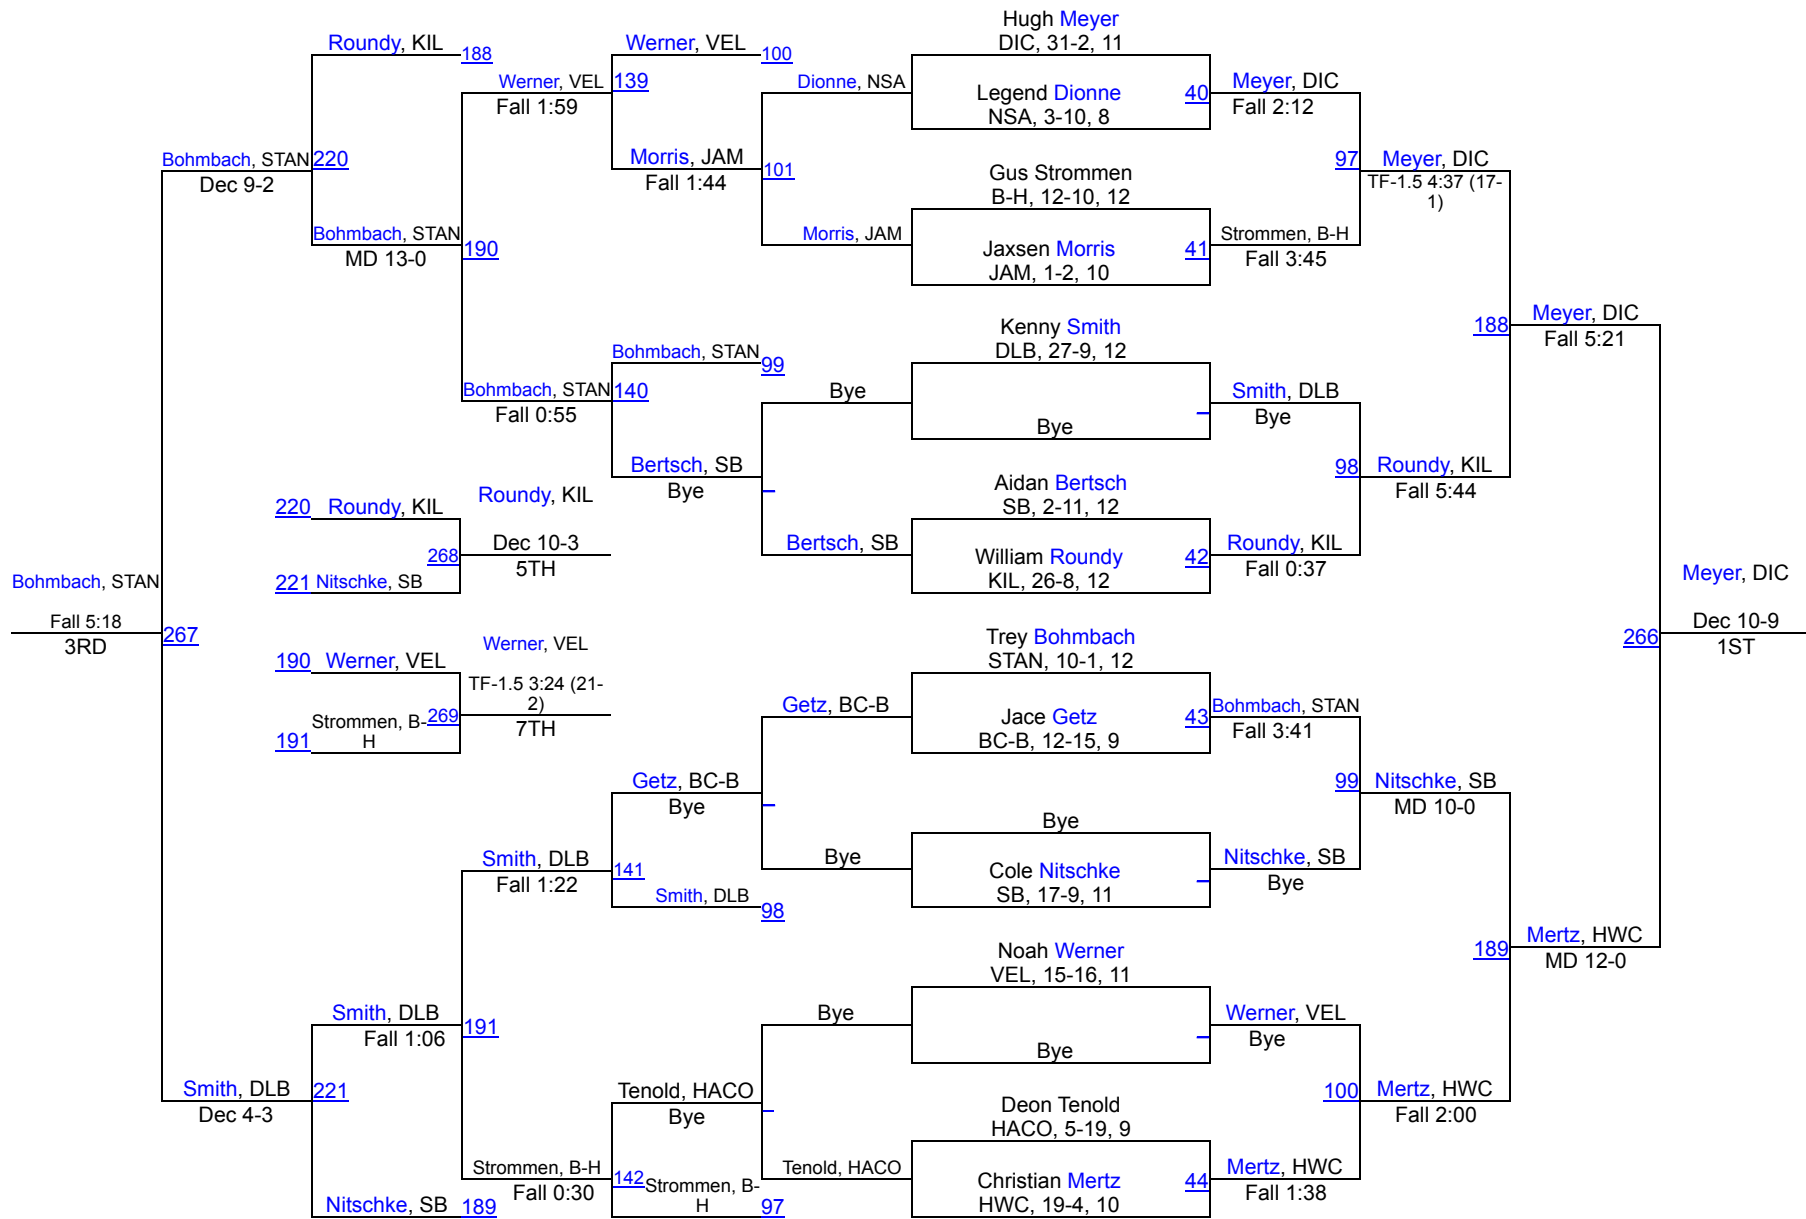 Hugh Meyer
DIC, 31-2, 11
Roundy, KIL
188
Werner, VEL
100
Werner, VEL
139
Fall 1:59
Dionne, NSA
Legend Dionne
NSA, 3-10, 8
40
Meyer, DIC
Fall 2:12
Bohmbach, STAN
220
Dec 9-2
Morris, JAM
101
Fall 1:44
Gus Strommen
B-H, 12-10, 12
97
Meyer, DIC
TF-1.5 4:37 (17-
1)
Bohmbach, STAN
190
MD 13-0
Morris, JAM
Jaxsen Morris
JAM, 1-2, 10
41
Strommen, B-H
Fall 3:45
Kenny Smith
DLB, 27-9, 12
188
Meyer, DIC
Fall 5:21
Bohmbach, STAN
99
Bohmbach, STAN
140
Fall 0:55
Bye
Bye
Smith, DLB
Bye
Bertsch, SB
Bye
Aidan Bertsch
SB, 2-11, 12
98
Roundy, KIL
Fall 5:44
220
Roundy, KIL
Roundy, KIL
268
Dec 10-3
5TH
221
Nitschke, SB
Bertsch, SB
William Roundy
KIL, 26-8, 12
42
Roundy, KIL
Fall 0:37
Bohmbach, STAN
Fall 5:18
3RD
267
Meyer, DIC
266
Dec 10-9
1ST
Trey Bohmbach
STAN, 10-1, 12
190
Werner, VEL
Werner, VEL
TF-1.5 3:24 (21-
2)
7TH
269
191
Strommen, B-
H
Getz, BC-B
Jace Getz
BC-B, 12-15, 9
43
Bohmbach, STAN
Fall 3:41
Getz, BC-B
Bye
99
Nitschke, SB
MD 10-0
Bye
Smith, DLB
141
Fall 1:22
Bye
Cole Nitschke
SB, 17-9, 11
Nitschke, SB
Bye
Smith, DLB
98
Noah Werner
VEL, 15-16, 11
189
Mertz, HWC
MD 12-0
Smith, DLB
191
Fall 1:06
Bye
Bye
Werner, VEL
Bye
Smith, DLB
221
Dec 4-3
Tenold, HACO
Bye
Deon Tenold
HACO, 5-19, 9
100
Mertz, HWC
Fall 2:00
Strommen, B-H
142
Fall 0:30
Tenold, HACO
Christian Mertz
HWC, 19-4, 10
44
Mertz, HWC
Fall 1:38
Nitschke, SB
189
Strommen, B-
H
97